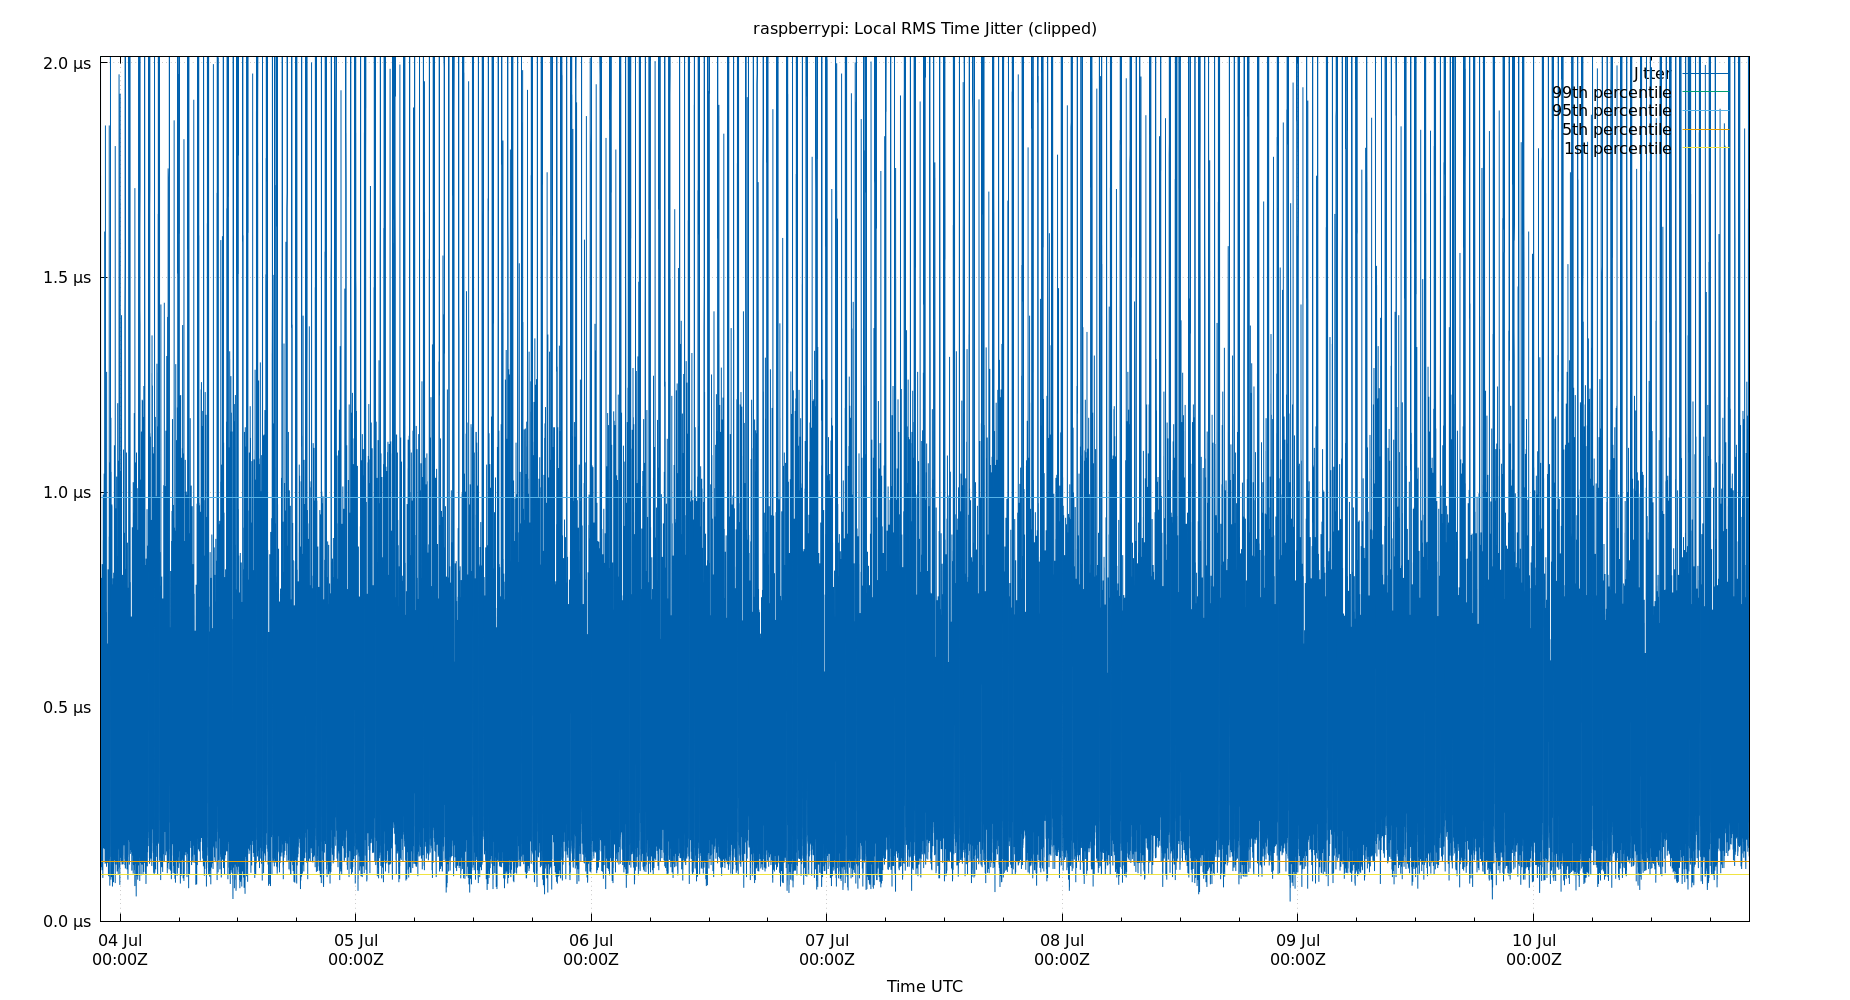 raspberrypi: Local RMS Time Jitter (clipped)
2.0 μs
1.5 μs
1.0 μs
0.5 μs
0.0 μs
Jitter
99th percentile
95th percentile
5th percentile
1st percentile
04 Jul
00:00Z
05 Jul
00:00Z
06 Jul
00:00Z
07 Jul
00:00Z
08 Jul
00:00Z
09 Jul
00:00Z
10 Jul
00:00Z
Time UTC